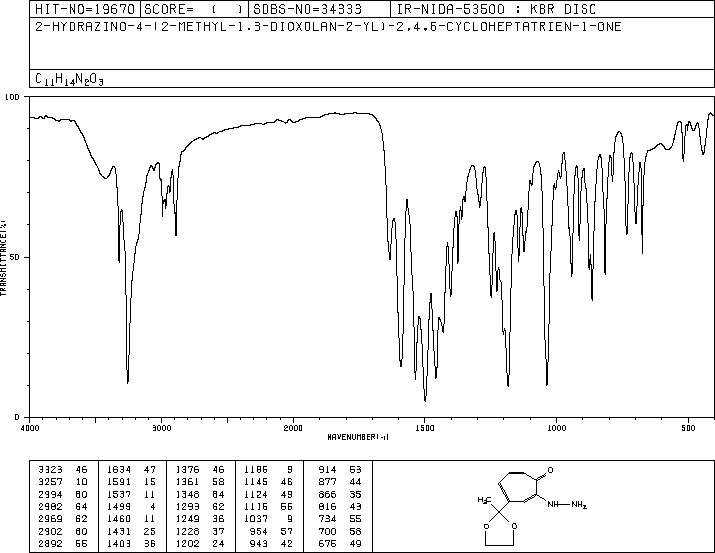 HIT-NO=19670 SCORE= ( ) SDBS-NO=34333 IR-NIDA-53500 : KBR DISC
2-HYDRAZINO-4-(2-METHYL-1,3-DIOXOLAN-2-YL)-2,4,6-CYCLOHEPTATRIEN-1-ONE
C11H14N2O3
100
50
0
TRANSMITTANCE(%)
4000 3000 2000 1500 1000 500
WAVENUMBER(-1)
3323 46 1634 47 1376 46 1186 9 914 53
3257 10 1591 15 1361 58 1145 46 877 44
2994 60 1537 11 1348 64 1124 49 866 35
2982 64 1499 4 1293 62 1116 56 816 43
2969 62 1460 11 1249 36 1037 9 734 55
2902 60 1431 25 1228 37 954 57 700 58
2892 55 1403 36 1202 24 943 42 675 49
O
H3C
NH—NH2
O
O